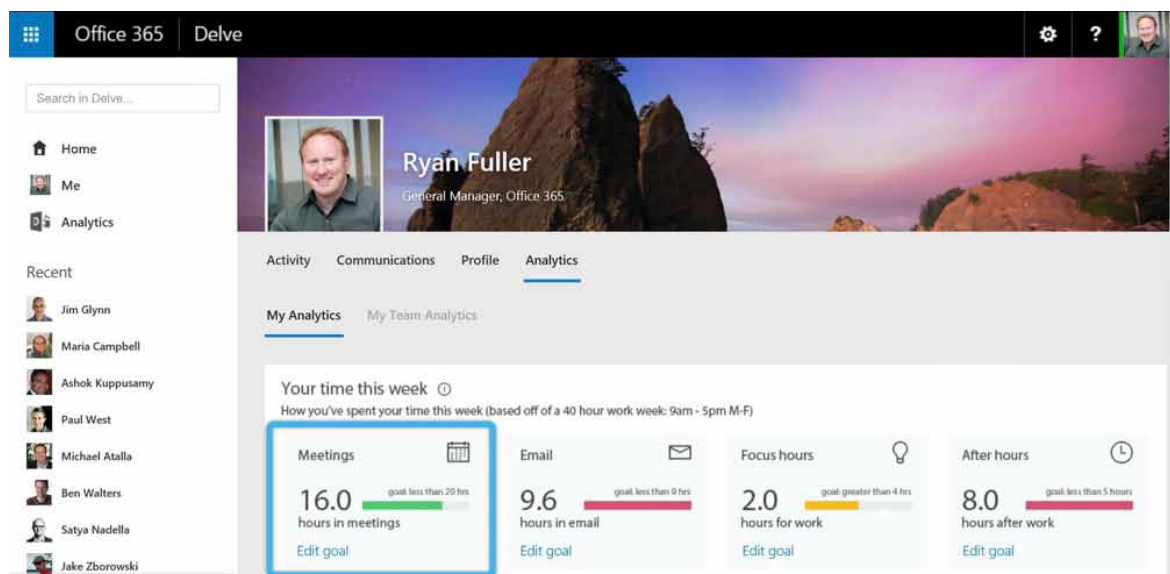 Office 365 Delve
?
Search in Delve...
Home
Me
Analytics
Recent
Jim Glynn
Maria Campbell
Ashok Kuppusamy
Paul West
Michael Atalla
Ben Walters
Satya Nadella
Jake Zborowski
Ryan Fuller
General Manager, Office 365
Activity Communications Profile Analytics
My Analytics My Team Analytics
Your time this week
How you've spent your time this week (based off of a 40 hour work week: 9am - 5pm M-F)
Meetings
16.0 goal: less than 20 hrs
hours in meetings
Edit goal
Email
9.6 goal: less than 9 hrs
hours in email
Edit goal
Focus hours
2.0 goal: greater than 4 hrs
hours for work
Edit goal
After hours
8.0 goal: less than 5 hours
hours after work
Edit goal